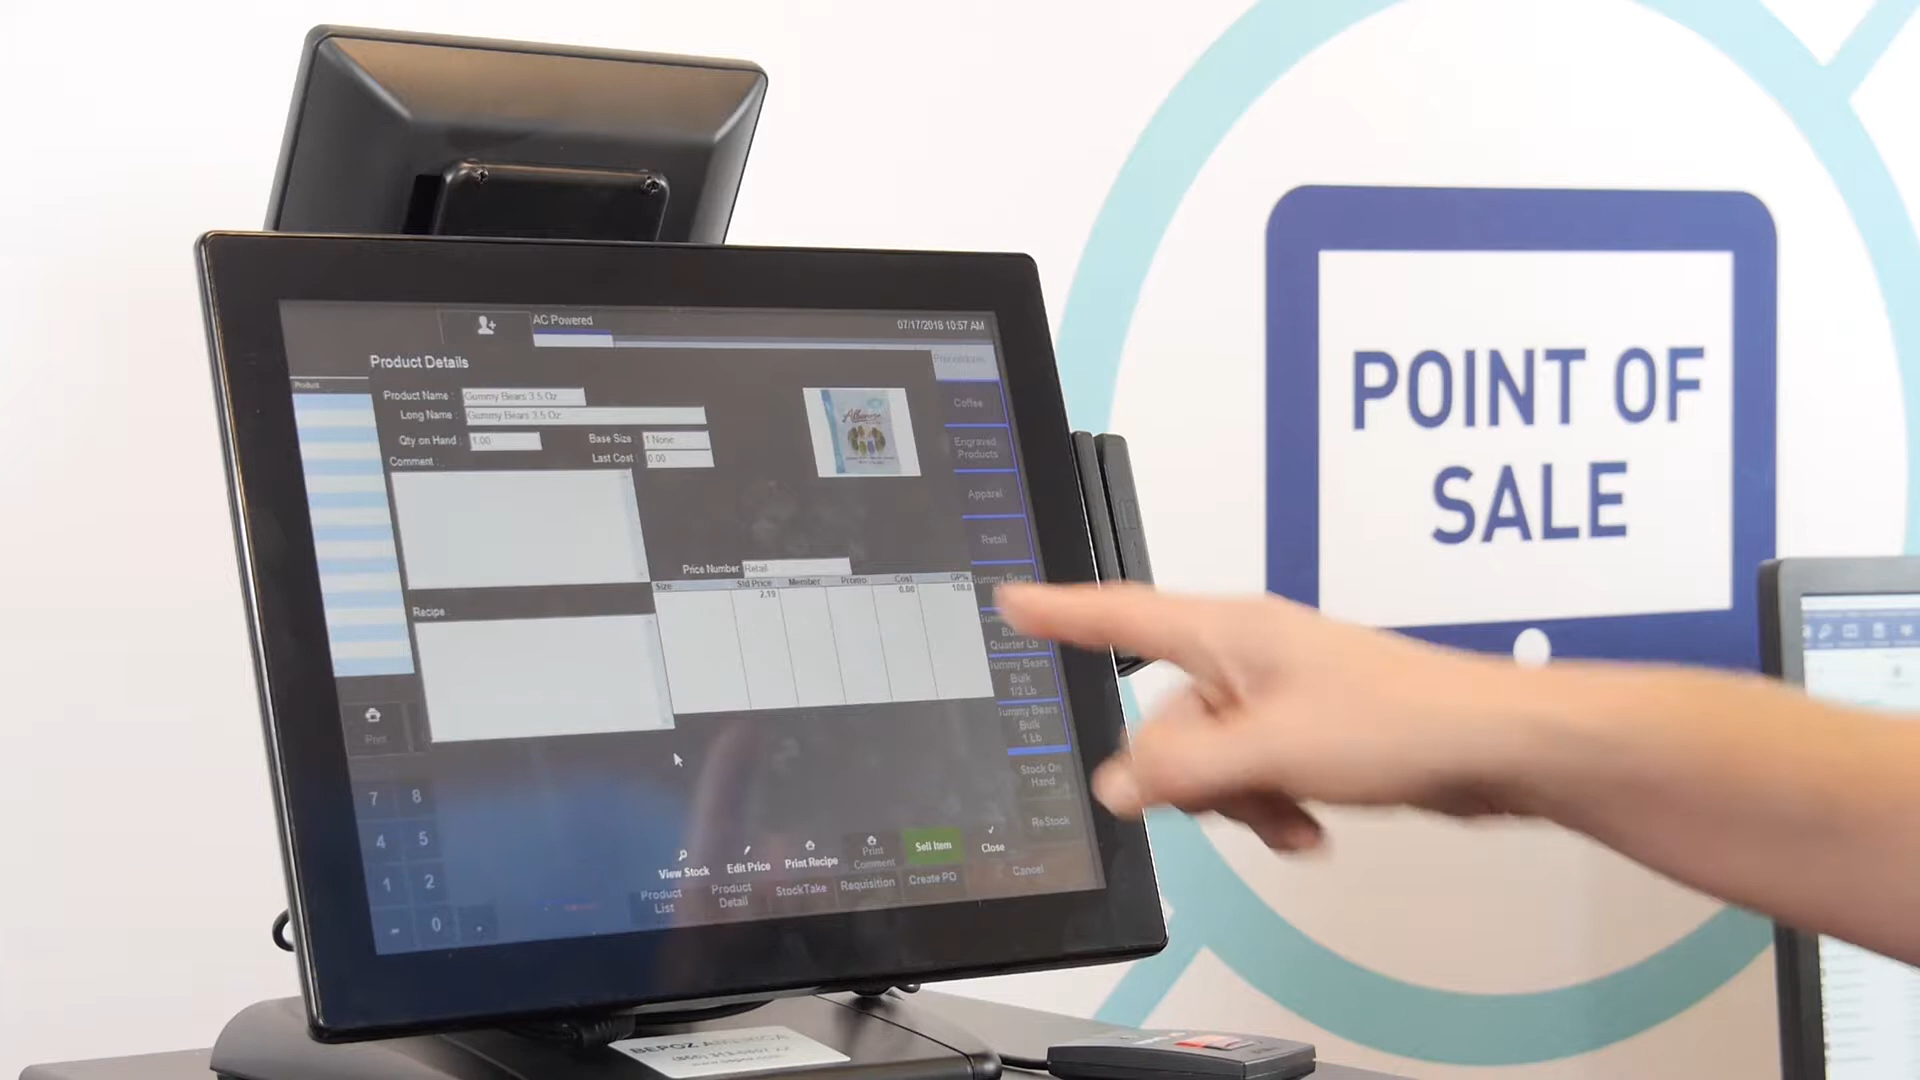 AC Powered
07/17/2018 10:57 AM
Product Details
Product
Product Name : Gummy Bears 3.5 Oz
Long Name : Gummy Bears 3.5 Oz
Qty on Hand : 1.00
Base Size : 1 None
Last Cost : 0.00
Comment :
Recipe :
Price Number Retail
Size Std Price Member Promo Cost GP%
2.19 0.00 100.0
Coffee
Engraved
Products
Apparel
Retail
Gummy Bears
Quarter Lb
Gummy Bears
Bulk
1/2 Lb
Gummy Bears
Bulk
1 Lb
Stock On
Hand
ReStock
Cancel
Print
7 8
4 5
1 2
- 0 .
View Stock
Edit Price
Print Recipe
Print
Comment
Sell Item
Close
Product
List
Product
Detail
StockTake
Requisition
Create PO
POINT OF
SALE
BEPOZ AMERICA